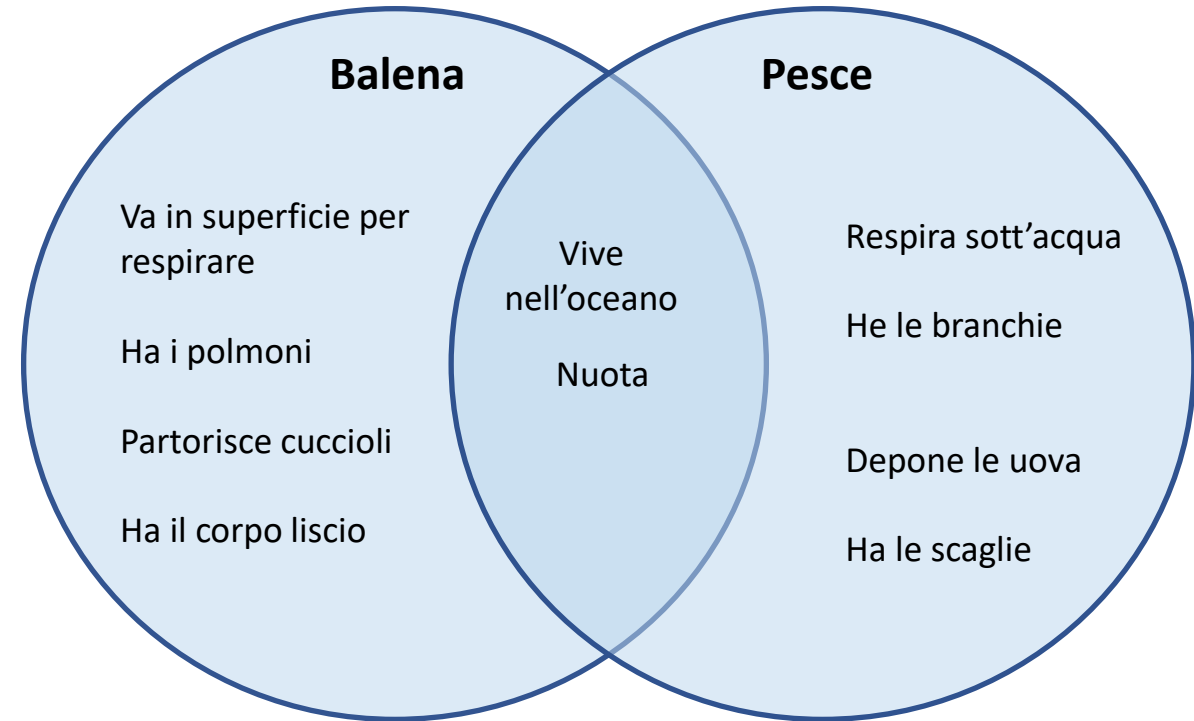 Balena
Va in superficie per
respirare
Ha i polmoni
Partorisce cuccioli
Ha il corpo liscio
Vive
nell’oceano
Nuota
Pesce
Respira sott’acqua
He le branchie
Depone le uova
Ha le scaglie